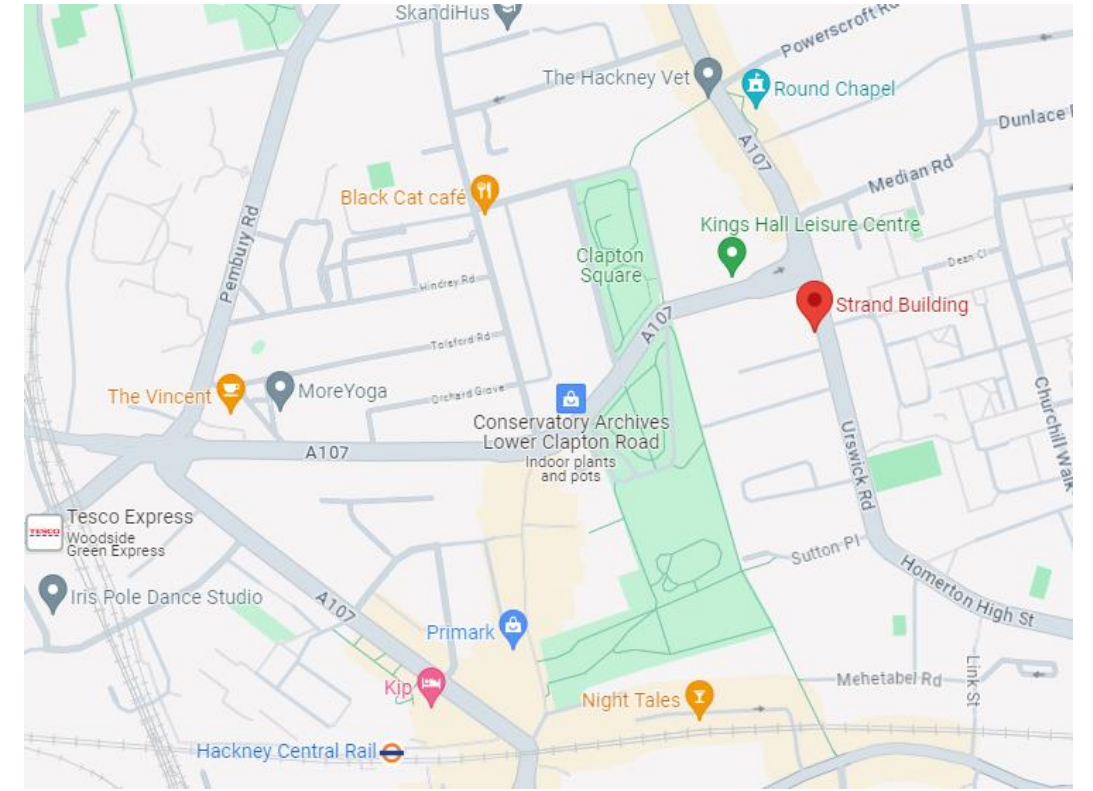 SkandiHus
Powerscroft R
The Hackney Vet
Round Chapel
Dunlace
A107
Median Rd
Black Cat café
Pembury Rd
Kings Hall Leisure Centre
Clapton
Square
Dean Cl
Hindrey Rd
Strand Building
A107
Tolsford Rd
The Vincent
MoreYoga
Orchard Grove
Churchill Walk
Conservatory Archives
Lower Clapton Road
Indoor plants
and pots
A107
Urswick Rd
TESCO
Tesco Express
Woodside
Green Express
Sutton Pl
Iris Pole Dance Studio
A107
Homerton High St
Primark
Kip
Night Tales
Mehetabel Rd
Link St
Hackney Central Rail